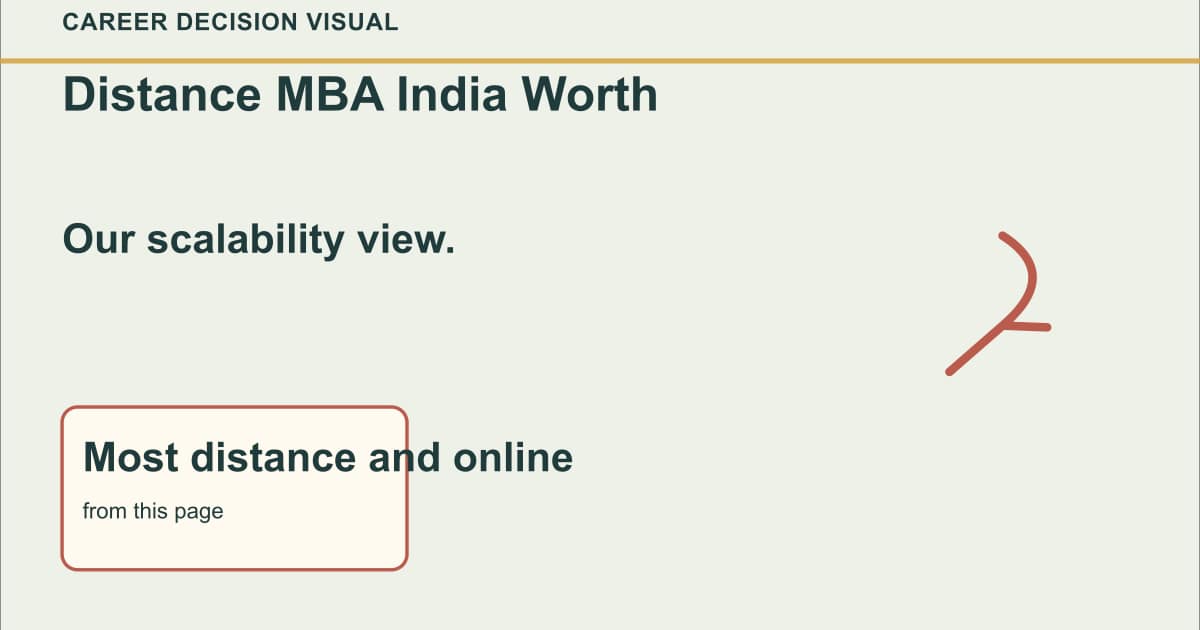 CAREER DECISION VISUAL
Distance MBA India Worth
Our scalability view.
Most distance and online
from this page